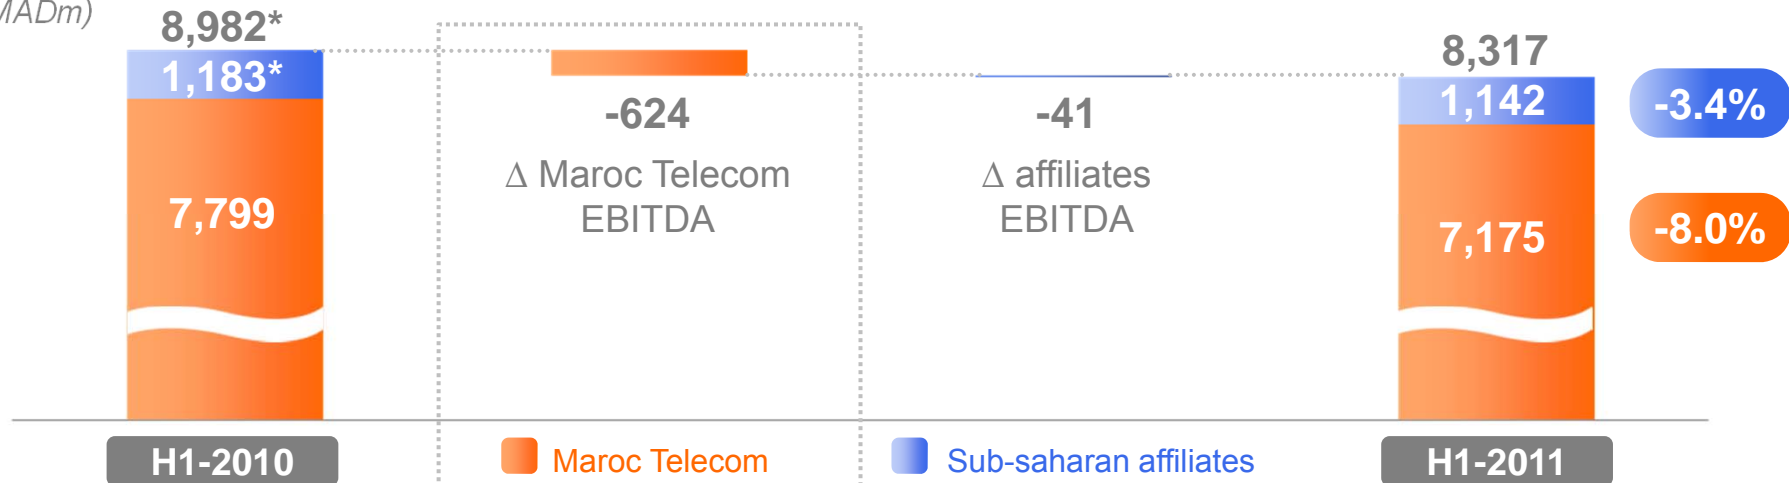 MADm)
8,982*
1,183*
7,799
-624
Δ Maroc Telecom
EBITDA
-41
Δ affiliates
EBITDA
8,317
1,142
7,175
-3.4%
-8.0%
H1-2010
Maroc Telecom
Sub-saharan affiliates
H1-2011